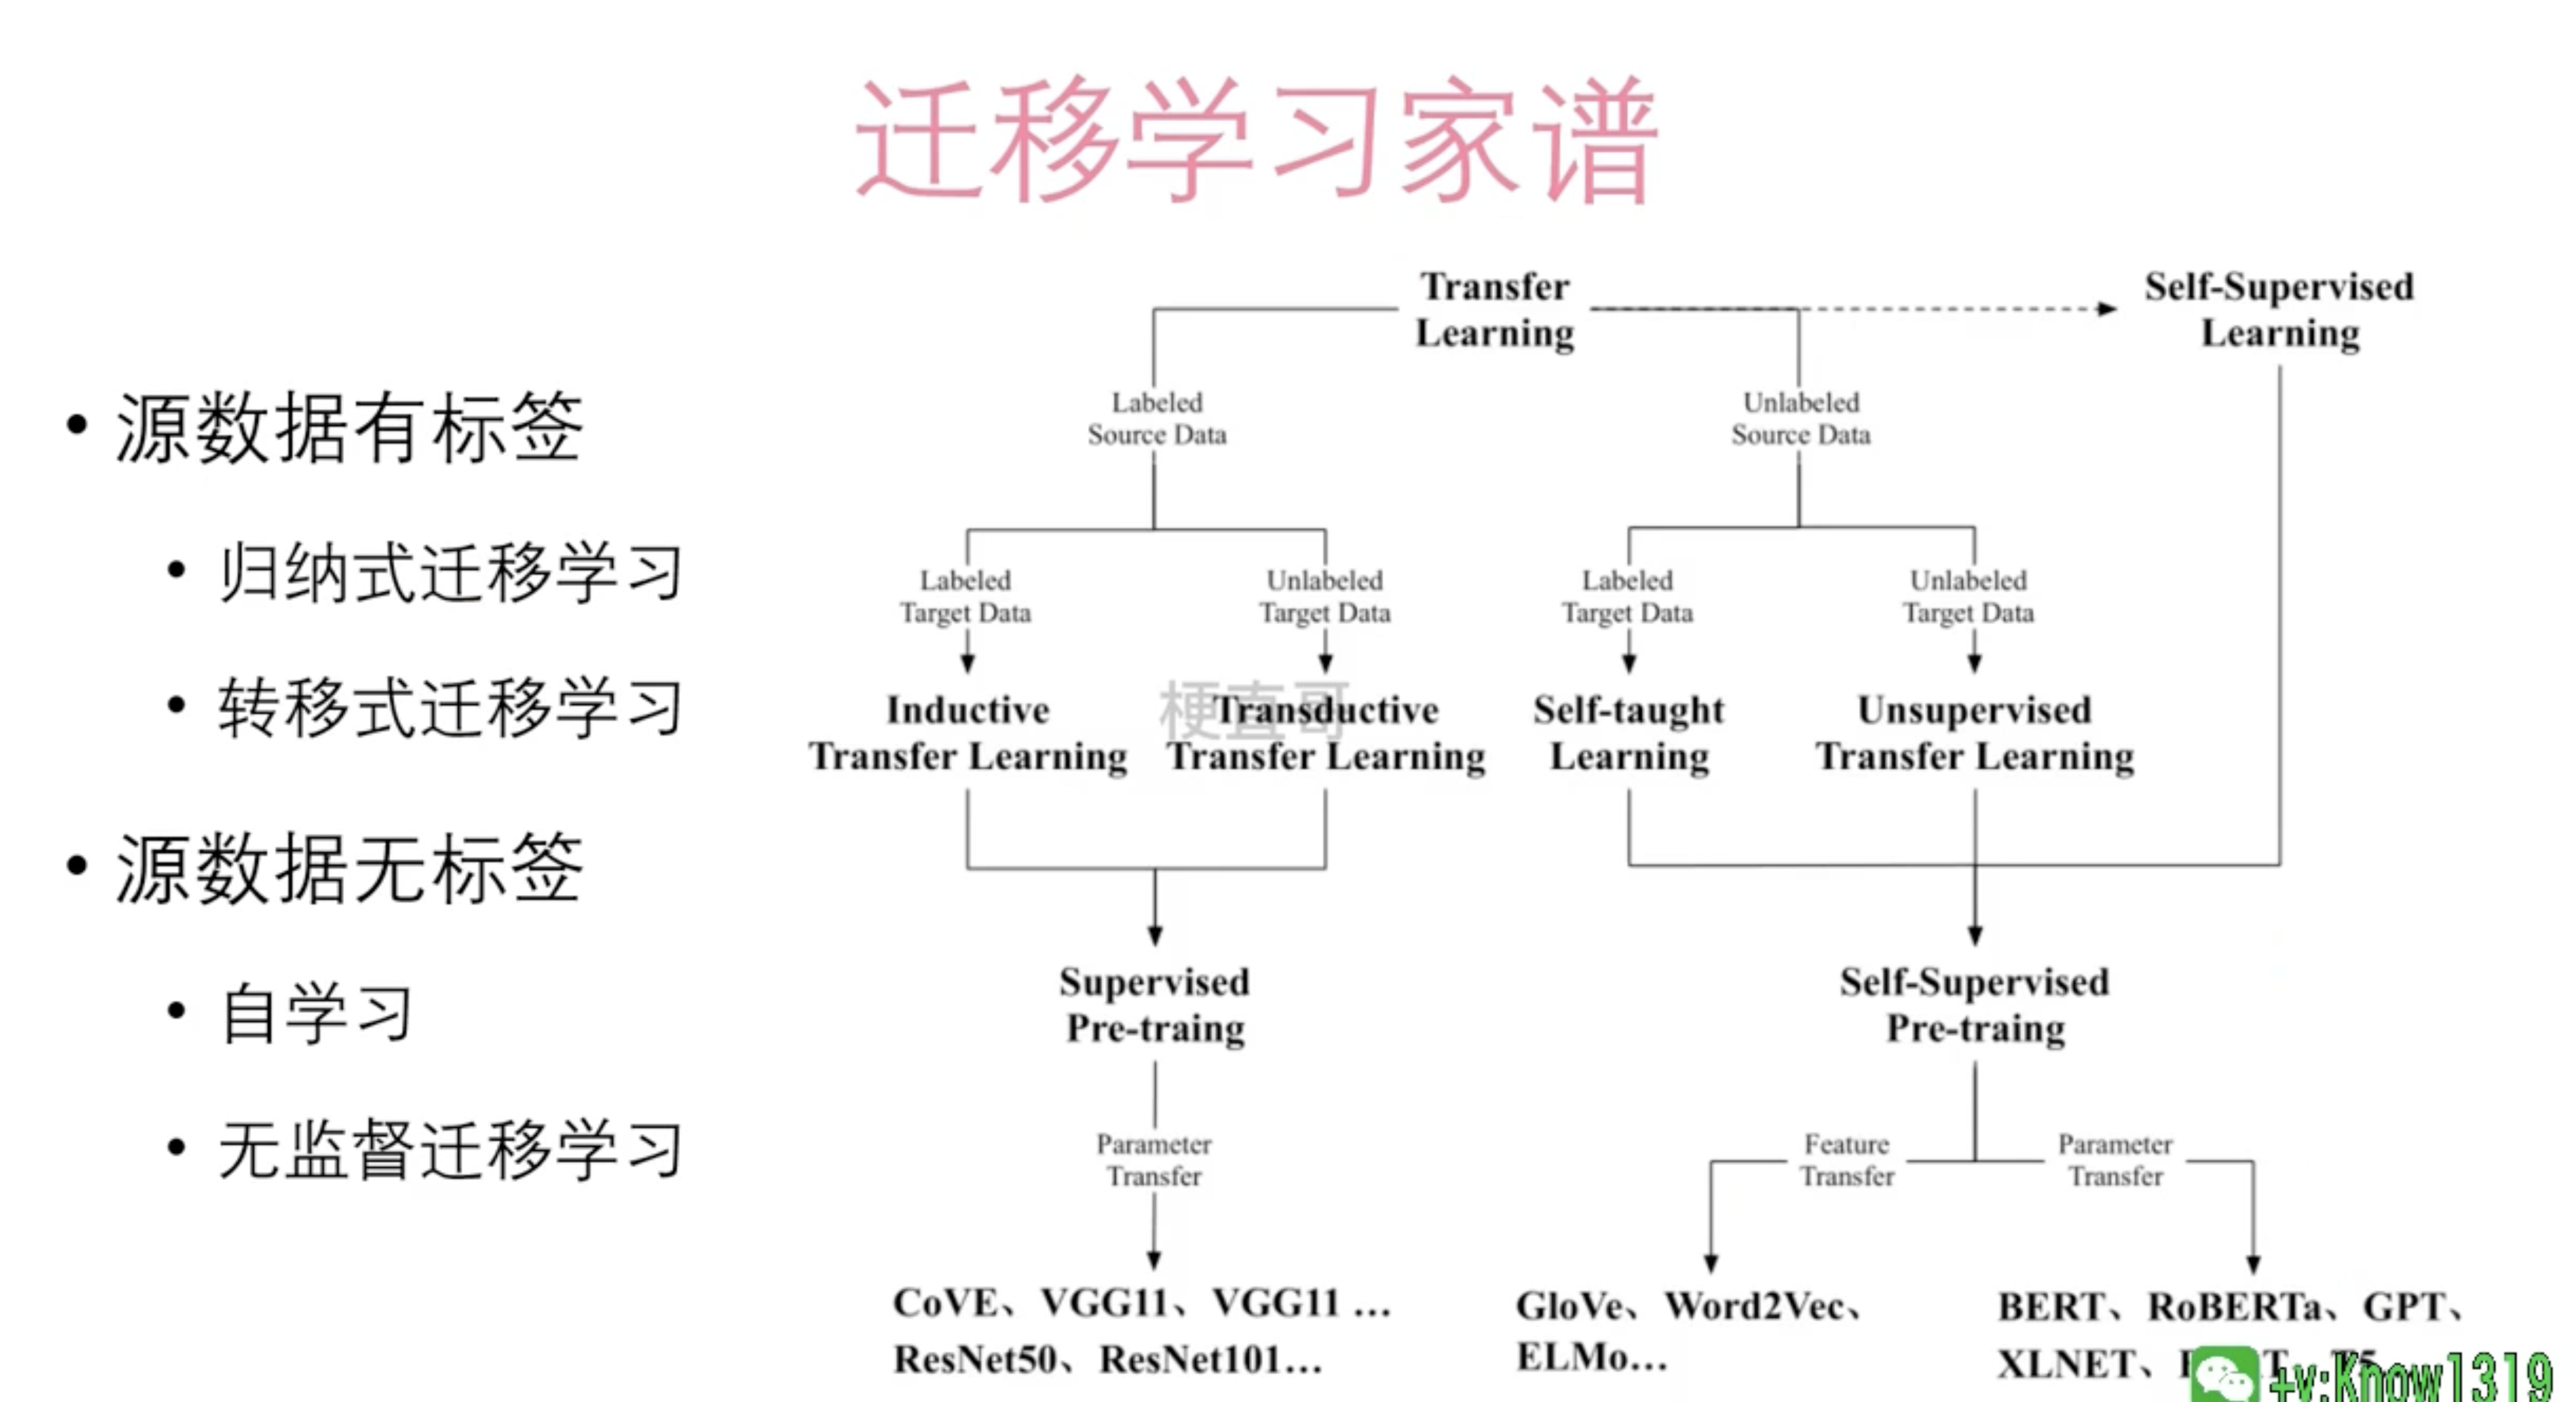 迁移学习家谱
• 源数据有标签
• 归纳式迁移学习
• 转移式迁移学习
• 源数据无标签
• 自学习
• 无监督迁移学习
Transfer
Learning
Self-Supervised
Learning
Labeled
Source Data
Unlabeled
Source Data
Labeled
Target Data
Unlabeled
Target Data
Labeled
Target Data
Unlabeled
Target Data
Inductive
Transfer Learning
Transductive
Transfer Learning
Self-taught
Learning
Unsupervised
Transfer Learning
梗直哥
Supervised
Pre-traing
Self-Supervised
Pre-traing
Parameter
Transfer
Feature
Transfer
Parameter
Transfer
CoVE、VGG11、VGG11 ...
ResNet50、ResNet101...
GloVe、Word2Vec、
ELMo...
BERT、RoBERTa、GPT、
XLNET、
+v:Know1319